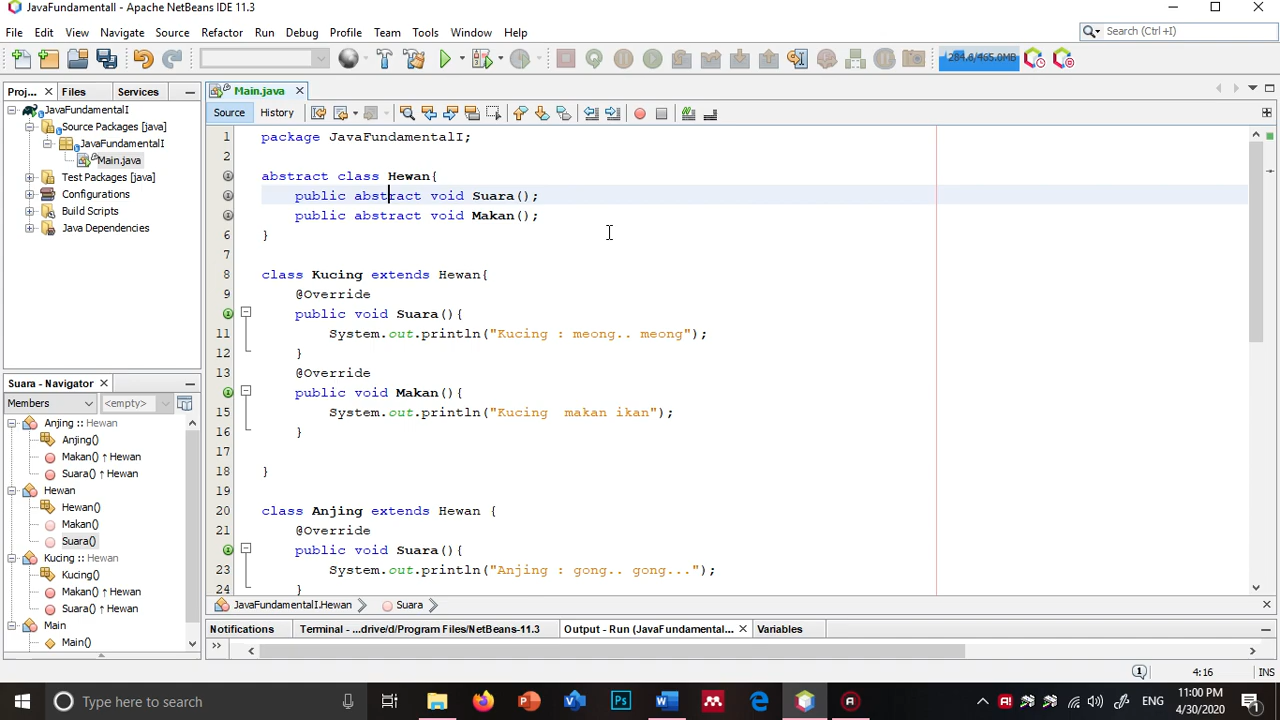 JavaFundamentall - Apache NetBeans IDE 11.3
File Edit View Navigate Source Refactor Run Debug Profile Team Tools Window Help
Search (Ctrl+I)
284.8/465.0MB
Proj... Files Services
Main.java
JavaFundamentalI
Source Packages [java]
JavaFundamentalI
Main.java
Test Packages [java]
Configurations
Build Scripts
Java Dependencies
Source History
1 package JavaFundamentalI;
2
abstract class Hewan{
public abstract void Suara();
public abstract void Makan();
6 }
7
8 class Kucing extends Hewan{
9 @Override
public void Suara(){
11 System.out.println("Kucing : meong.. meong");
12 }
13 @Override
public void Makan(){
15 System.out.println("Kucing  makan ikan");
16 }
17
18 }
19
20 class Anjing extends Hewan {
21 @Override
public void Suara(){
23 System.out.println("Anjing : gong.. gong...");
24 }
Suara - Navigator
Members <empty>
Anjing :: Hewan
Anjing()
Makan() ↑ Hewan
Suara() ↑ Hewan
Hewan
Hewan()
Makan()
Suara()
Kucing :: Hewan
Kucing()
Makan() ↑ Hewan
Suara() ↑ Hewan
Main
Main()
JavaFundamentalI.Hewan Suara
Notifications Terminal - ...drive/d/Program Files/NetBeans-11.3 Output - Run (JavaFundamental... Variables
1 4:16 INS
Type here to search
ENG
11:00 PM
4/30/2020